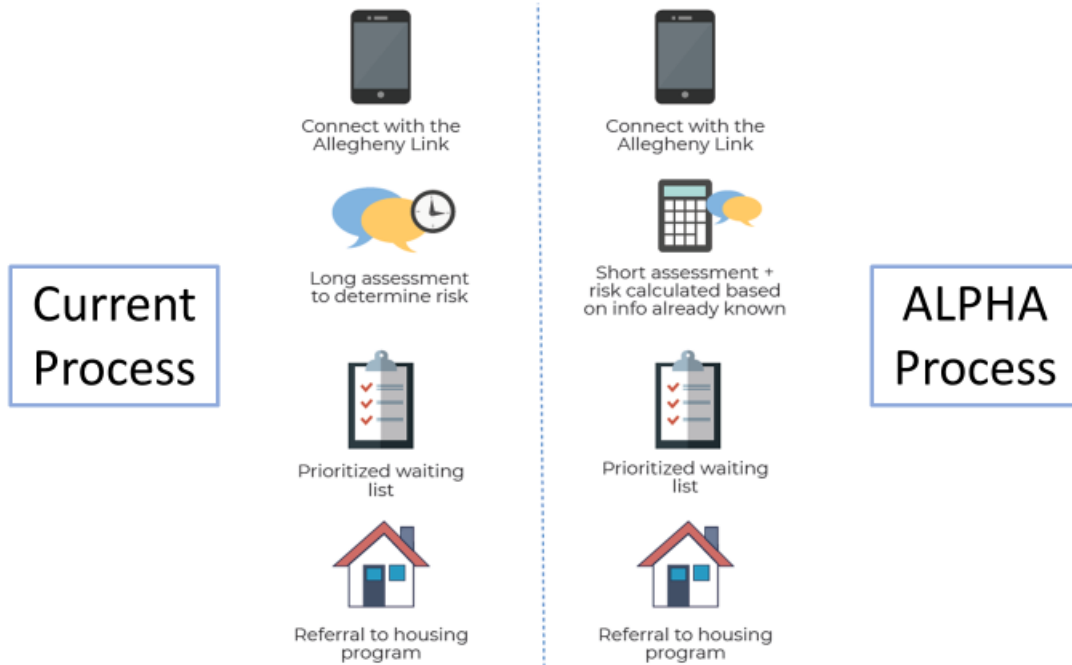 Current
Process
Connect with the
Allegheny Link
Long assessment
to determine risk
Prioritized waiting
list
Referral to housing
program
Connect with the
Allegheny Link
Short assessment +
risk calculated based
on info already known
Prioritized waiting
list
Referral to housing
program
ALPHA
Process